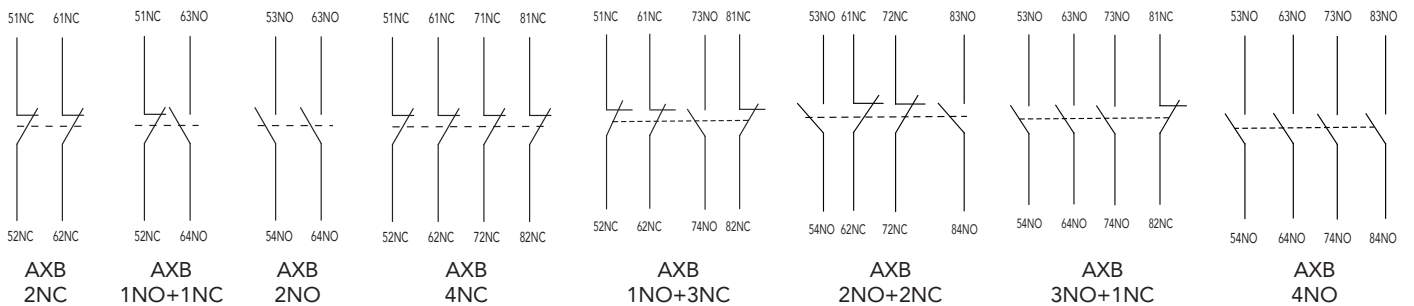 51NC 61NC 51NC 63NO 53NO 63NO 51NC 61NC 71NC 81NC 51NC 61NC 73NO 81NC 53NO 61NC 72NC 83NO 53NO 63NO 73NO 81NC 53NO 63NO 73NO 83NO
52NC 62NC 52NC 64NO 54NO 64NO 52NC 62NC 72NC 82NC 52NC 62NC 74NO 82NC 54NO 62NC 72NC 84NO 54NO 64NO 74NO 82NC 54NO 64NO 74NO 84NO
AXB AXB AXB AXB AXB AXB AXB AXB
2NC 1NO+1NC 2NO 4NC 1NO+3NC 2NO+2NC 3NO+1NC 4NO